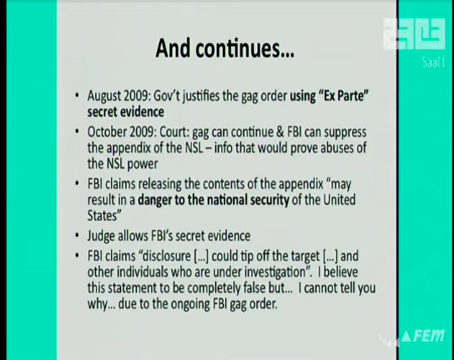 And continues...
• August 2009: Gov't justifies the gag order using "Ex Parte"
secret evidence
• October 2009: Court: gag can continue & FBI can suppress
the appendix of the NSL – info that would prove abuses of
the NSL power
• FBI claims releasing the contents of the appendix "may
result in a danger to the national security of the United
States"
• Judge allows FBI's secret evidence
• FBI claims "disclosure [...] could tip off the target [...] and
other individuals who are under investigation". I believe
this statement to be completely false but... I cannot tell you
why... due to the ongoing FBI gag order.
Saal1
FEM